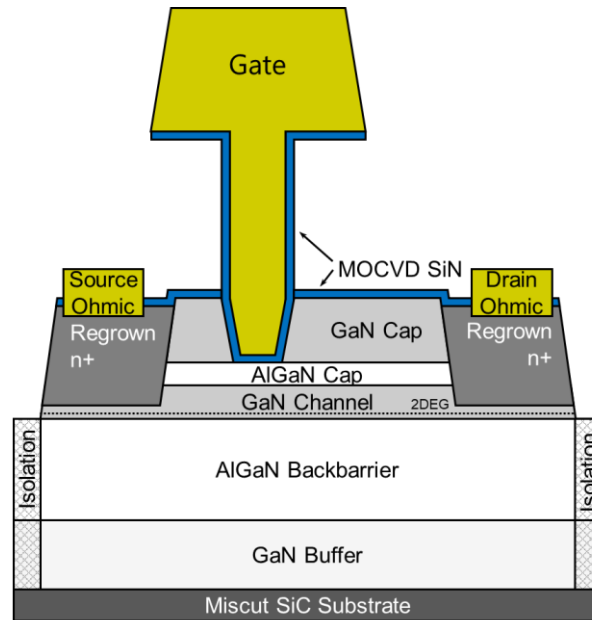 Gate
MOCVD SiN
Source
Ohmic
Drain
Ohmic
Regrown
n+
GaN Cap
Regrown
n+
AlGaN Cap
GaN Channel
2DEG
Isolation
AlGaN Backbarrier
Isolation
GaN Buffer
Miscut SiC Substrate